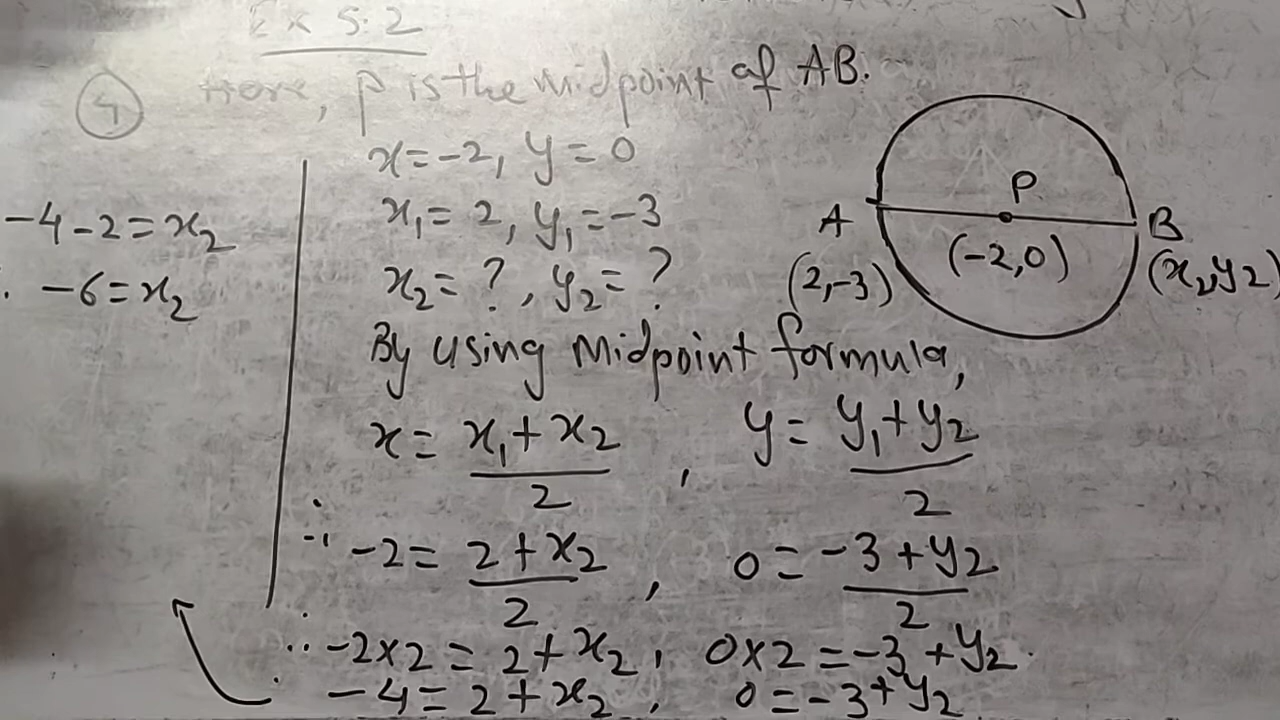 Ex 5.2
④ Here, P is the midpoint of AB.
x=-2, y=0
x₁=2, y₁=-3
x₂=?, y₂=?
By using Midpoint formula,
x= (x₁+x₂)/2 , y= (y₁+y₂)/2
∴ -2= (2+x₂)/2 , 0= (-3+y₂)/2
∴ -2×2=2+x₂, 0×2=-3+y₂.
-4=2+x₂, 0=-3+y₂
-4-2=x₂
∴ -6=x₂
P
A
B
(-2,0)
(2,-3)
(x₂,y₂)